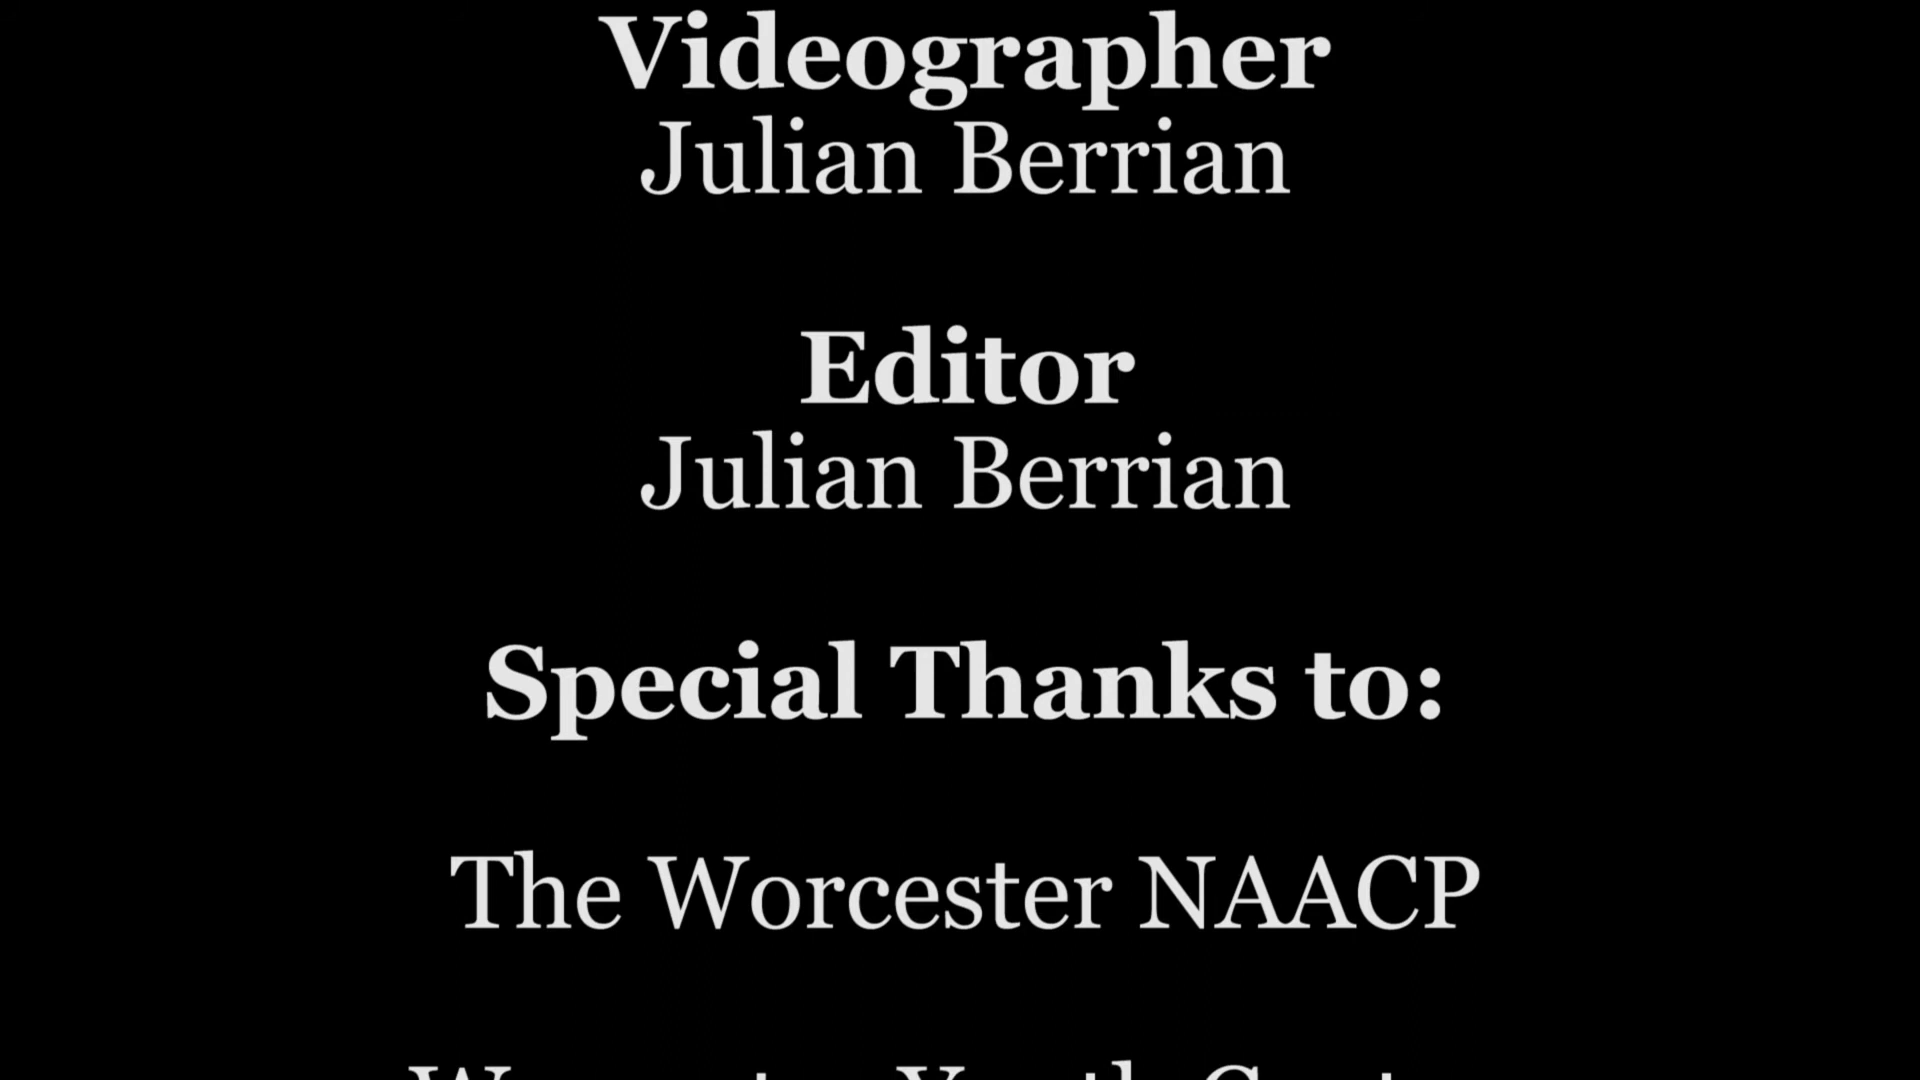 Videographer
Julian Berrian
Editor
Julian Berrian
Special Thanks to:
The Worcester NAACP